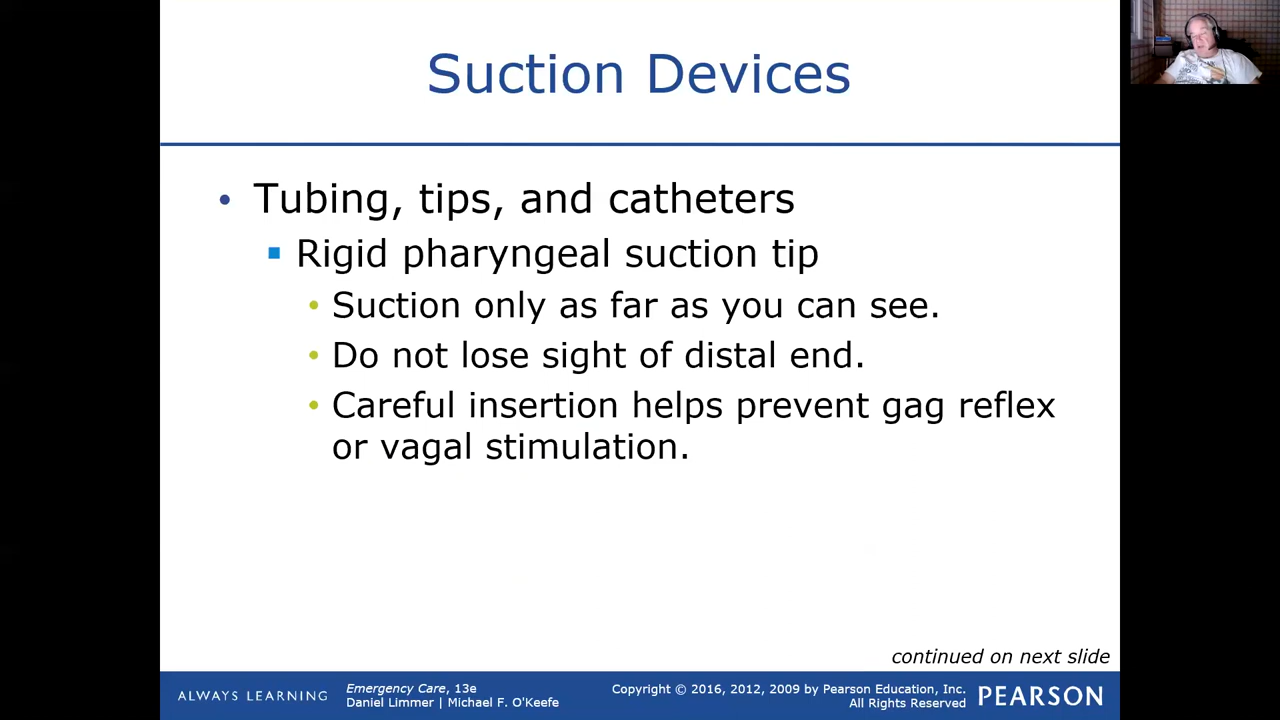 Suction Devices
• Tubing, tips, and catheters
▪ Rigid pharyngeal suction tip
• Suction only as far as you can see.
• Do not lose sight of distal end.
• Careful insertion helps prevent gag reflex
or vagal stimulation.
continued on next slide
ALWAYS LEARNING
Emergency Care, 13e
Daniel Limmer | Michael F. O'Keefe
Copyright © 2016, 2012, 2009 by Pearson Education, Inc.
All Rights Reserved
PEARSON